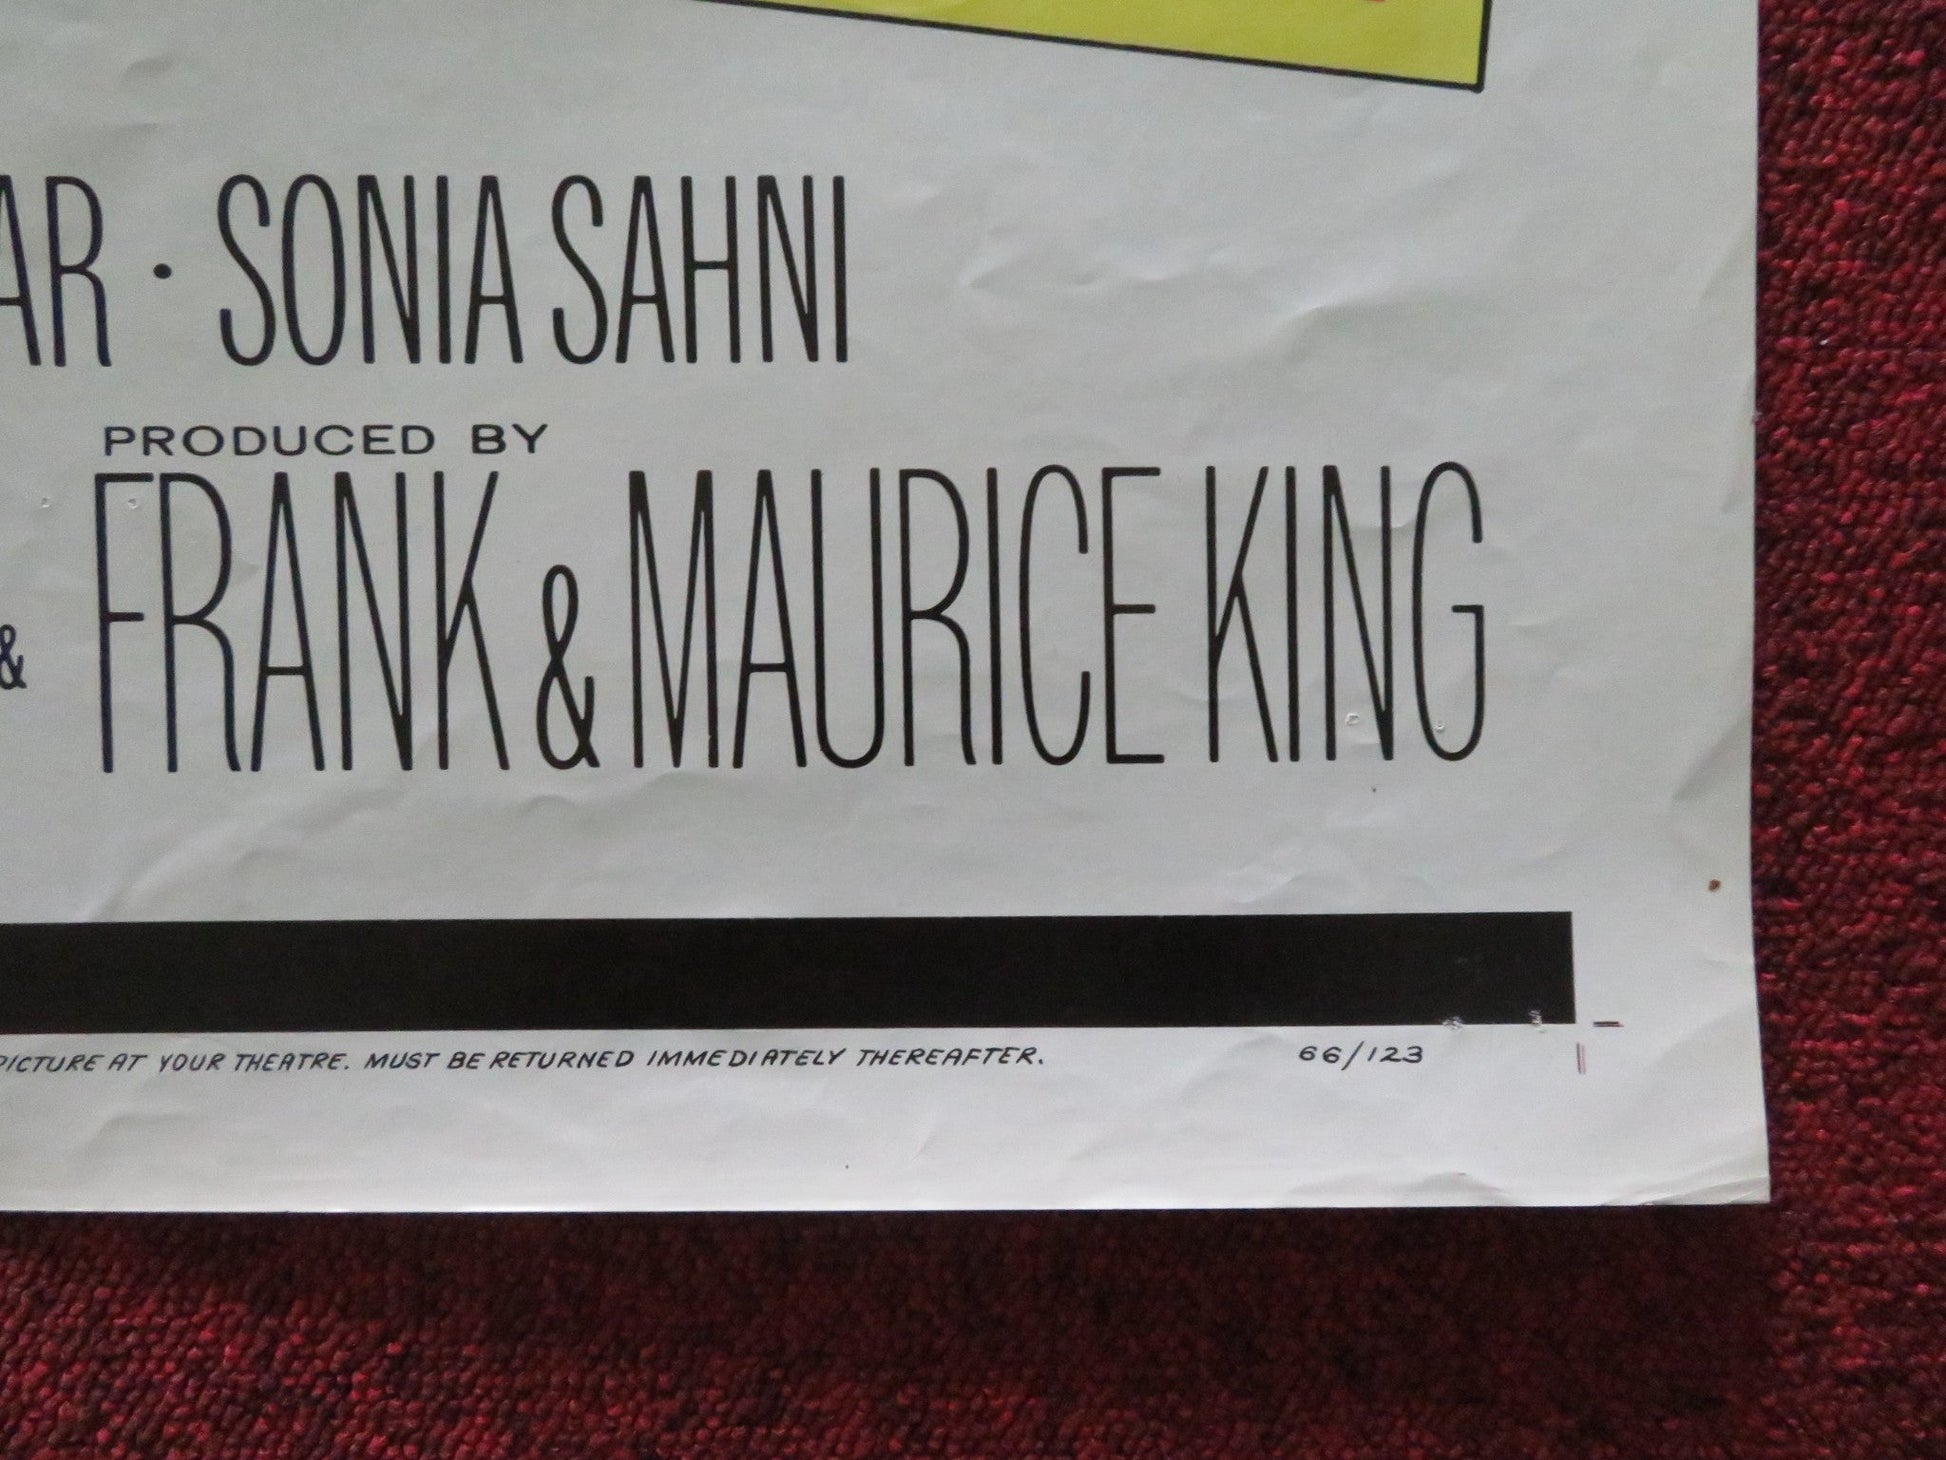 AR · SONIA SAHNI
PRODUCED BY
& FRANK & MAURICE KING
PICTURE AT YOUR THEATRE. MUST BE RETURNED IMMEDIATELY THEREAFTER. 66/123